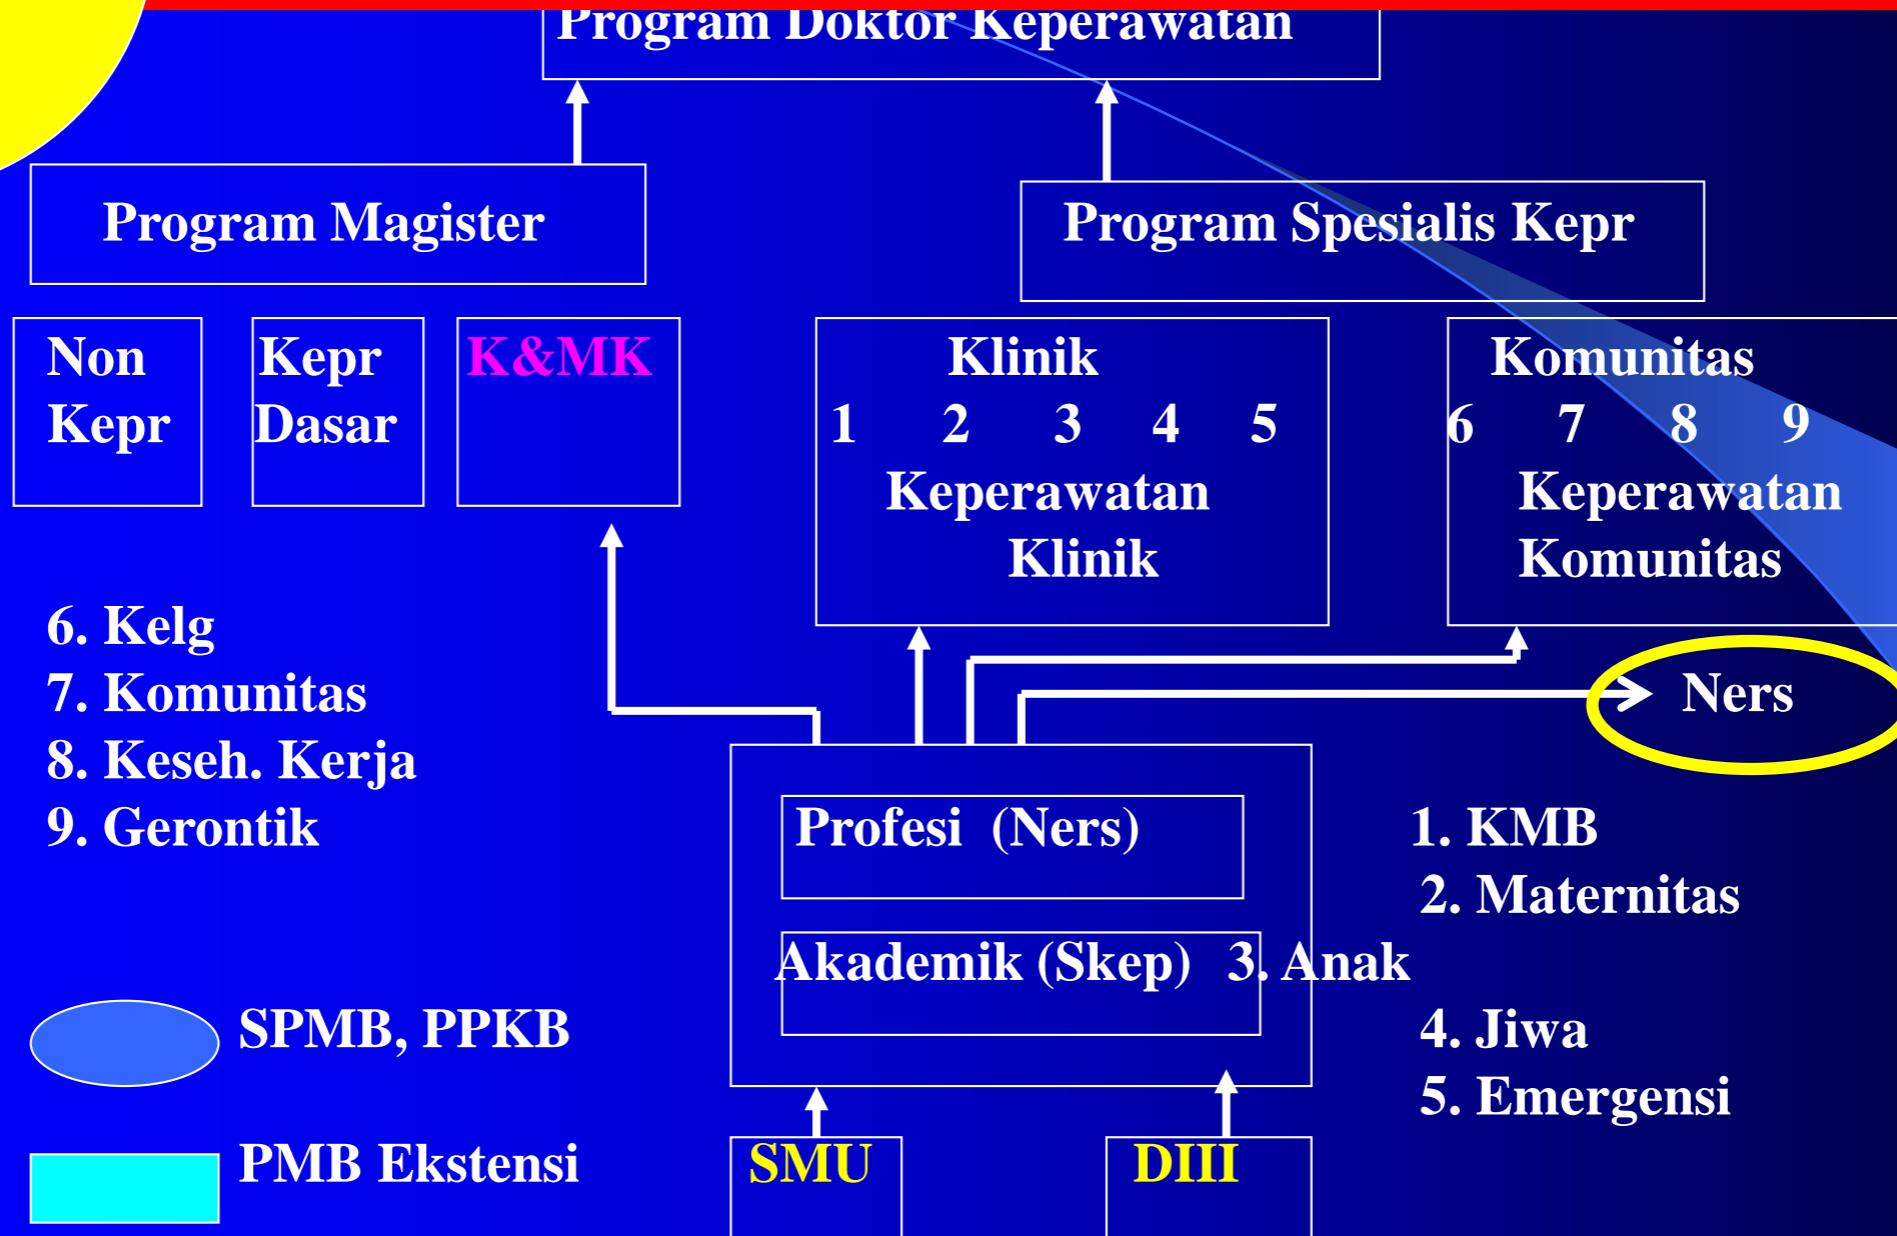 Program Doktor Keperawatan
Program Magister
Program Spesialis Kepr
Non
Kepr
Kepr
Dasar
K&MK
Klinik
1 2 3 4 5
Keperawatan
Klinik
Komunitas
6 7 8 9
Keperawatan
Komunitas
6. Kelg
7. Komunitas
8. Keseh. Kerja
9. Gerontik
Ners
Profesi (Ners)
Akademik (Skep) 3. Anak
1. KMB
2. Maternitas
4. Jiwa
5. Emergensi
SPMB, PPKB
PMB Ekstensi
SMU
DIII